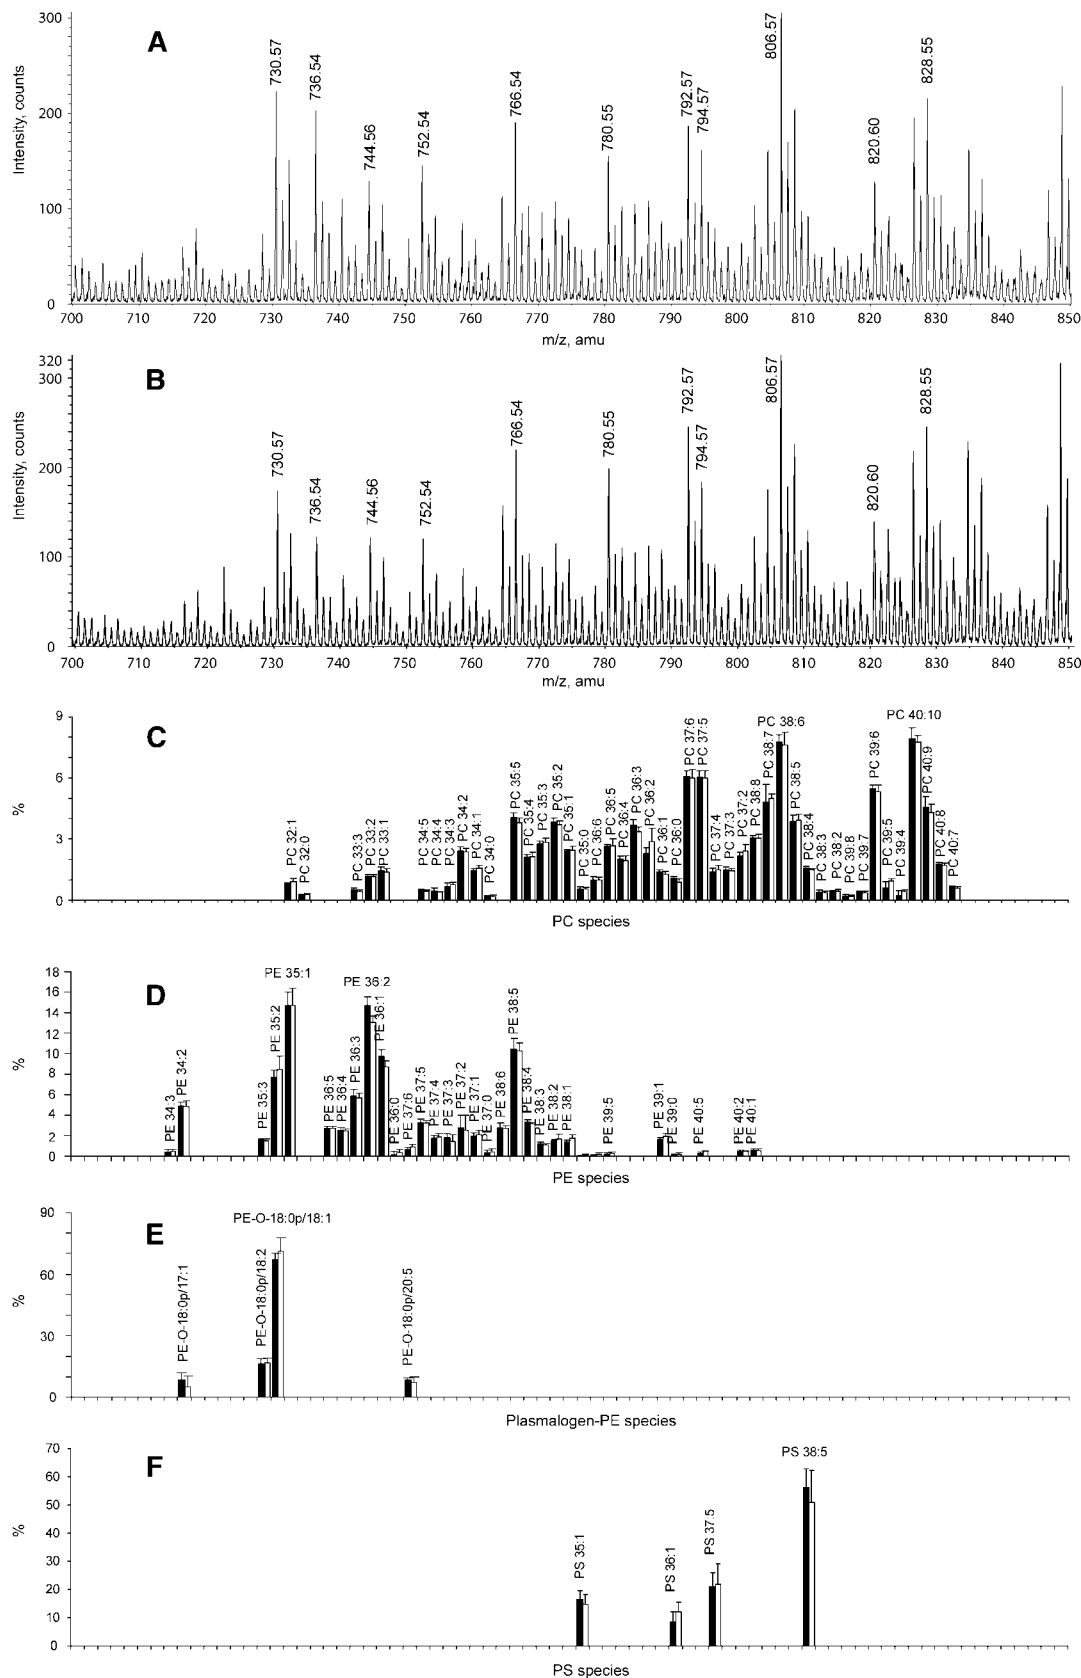 A
300
200
100
0
Intensity, counts
730.57
736.54
744.56
752.54
766.54
780.55
792.57
794.57
806.57
820.60
828.55
700 710 720 730 740 750 760 770 780 790 800 810 820 830 840 850
m/z, amu
B
320
300
200
100
0
Intensity, counts
730.57
736.54
744.56
752.54
766.54
780.55
792.57
794.57
806.57
820.60
828.55
700 710 720 730 740 750 760 770 780 790 800 810 820 830 840 850
m/z, amu
C
9
6
3
0
%
PC 32:1
PC 32:0
PC 33:3
PC 33:2
PC 33:1
PC 34:5
PC 34:4
PC 34:3
PC 34:2
PC 34:1
PC 34:0
PC 35:5
PC 35:4
PC 35:3
PC 35:2
PC 35:1
PC 35:0
PC 36:6
PC 36:5
PC 36:4
PC 36:3
PC 36:2
PC 36:1
PC 36:0
PC 37:6
PC 37:5
PC 37:4
PC 37:3
PC 37:2
PC 38:8
PC 38:7
PC 38:6
PC 38:5
PC 38:4
PC 38:3
PC 38:2
PC 39:8
PC 39:7
PC 39:6
PC 39:5
PC 39:4
PC 40:10
PC 40:9
PC 40:8
PC 40:7
PC species
D
18
16
14
12
10
8
6
4
2
0
%
PE 34:3
PE 34:2
PE 35:3
PE 35:2
PE 35:1
PE 36:5
PE 36:4
PE 36:3
PE 36:2
PE 36:1
PE 36:0
PE 37:6
PE 37:5
PE 37:4
PE 37:3
PE 37:2
PE 37:1
PE 37:0
PE 38:6
PE 38:5
PE 38:4
PE 38:3
PE 38:2
PE 38:1
PE 39:5
PE 39:1
PE 39:0
PE 40:5
PE 40:2
PE 40:1
PE species
E
90
60
30
0
%
PE-O-18:0p/17:1
PE-O-18:0p/18:2
PE-O-18:0p/18:1
PE-O-18:0p/20:5
Plasmalogen-PE species
F
70
60
50
40
30
20
10
0
%
PS 35:1
PS 36:1
PS 37:5
PS 38:5
PS species